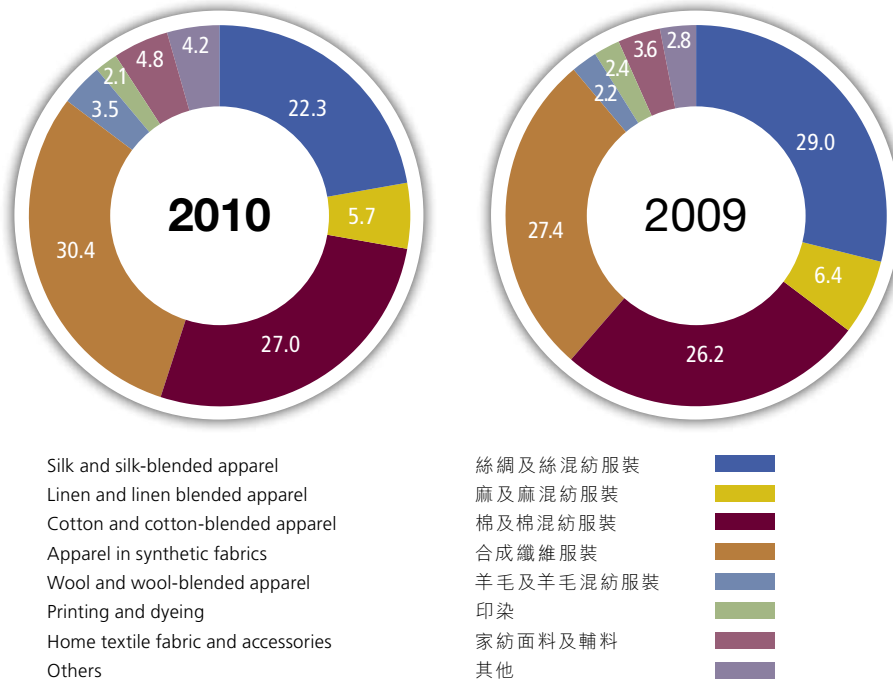 4.2
4.8
2.1
3.5
22.3
5.7
30.4
27.0
2010
2.8
3.6
2.4
2.2
29.0
6.4
27.4
26.2
2009
Silk and silk-blended apparel 絲綢及絲混紡服裝
Linen and linen blended apparel 麻及麻混紡服裝
Cotton and cotton-blended apparel 棉及棉混紡服裝
Apparel in synthetic fabrics 合成纖維服裝
Wool and wool-blended apparel 羊毛及羊毛混紡服裝
Printing and dyeing 印染
Home textile fabric and accessories 家紡面料及輔料
Others 其他